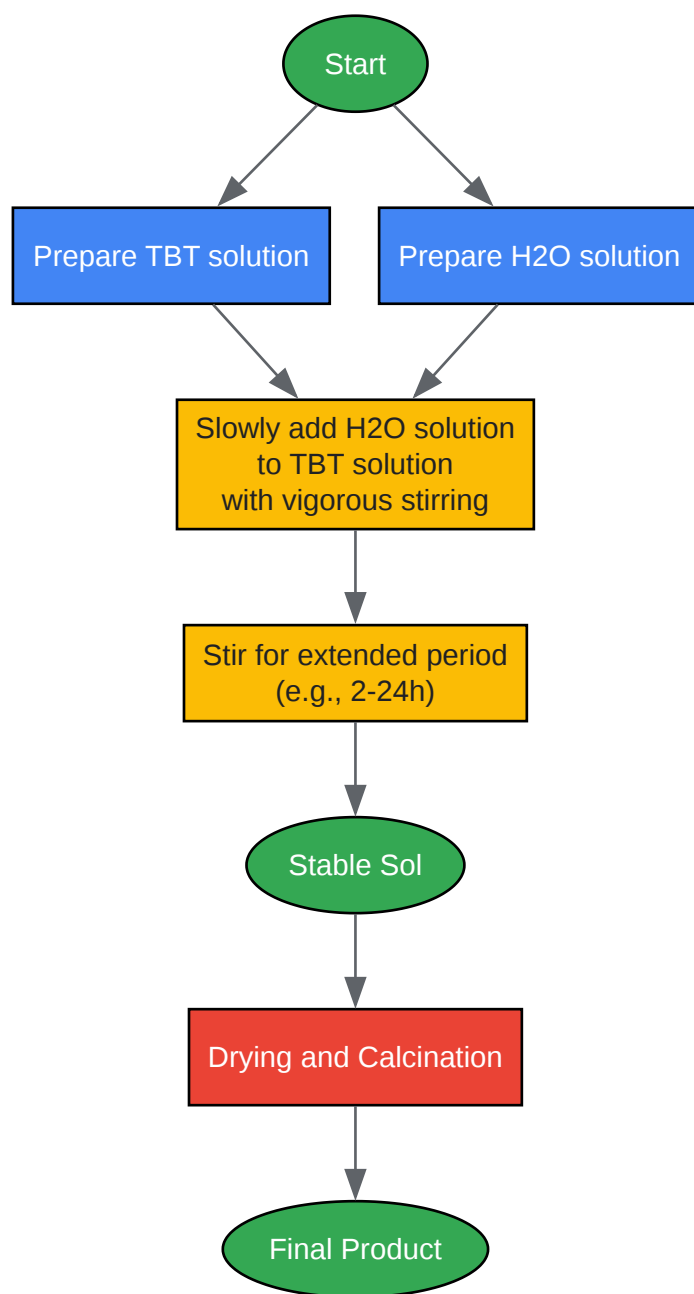 Start
Prepare TBT solution
Prepare H2O solution
Slowly add H2O solution
to TBT solution
with vigorous stirring
Stir for extended period
(e.g., 2-24h)
Stable Sol
Drying and Calcination
Final Product